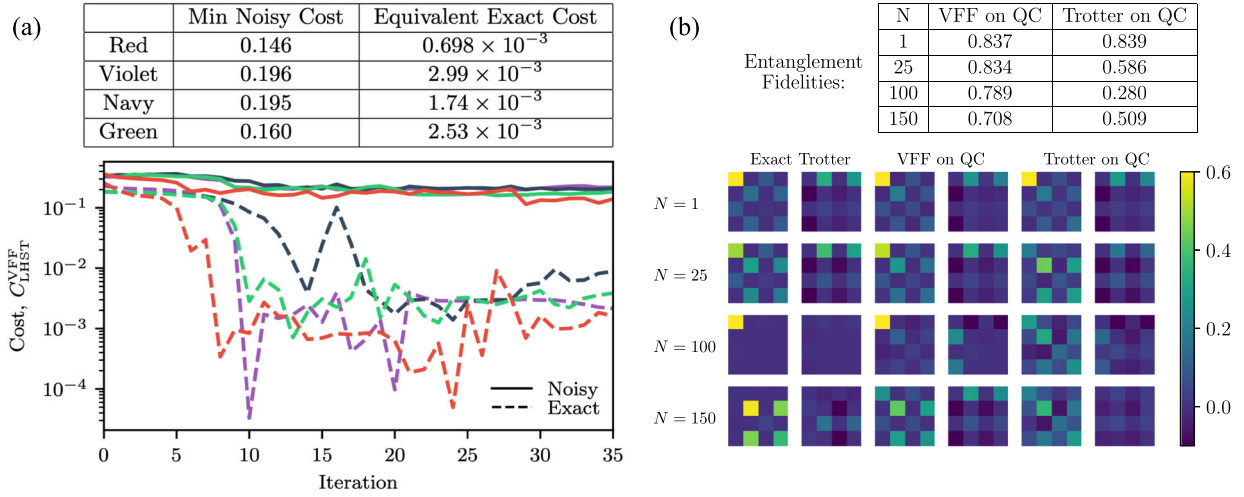 (a)
Min Noisy Cost Equivalent Exact Cost
Red 0.146 0.698 × 10⁻³
Violet 0.196 2.99 × 10⁻³
Navy 0.195 1.74 × 10⁻³
Green 0.160 2.53 × 10⁻³
Cost, C_LHST^VFF
10⁻¹
10⁻²
10⁻³
10⁻⁴
Noisy
Exact
0 5 10 15 20 25 30 35
Iteration
(b)
Entanglement
Fidelities:
N VFF on QC Trotter on QC
1 0.837 0.839
25 0.834 0.586
100 0.789 0.280
150 0.708 0.509
Exact Trotter VFF on QC Trotter on QC
N = 1
N = 25
N = 100
N = 150
0.6
0.4
0.2
0.0